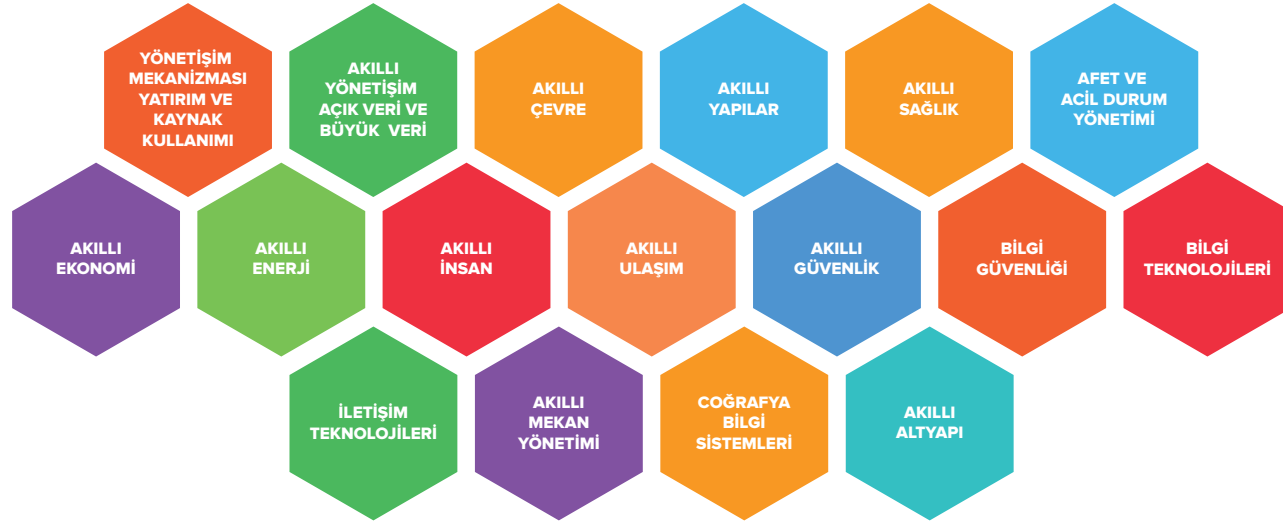 YÖNETİŞİM
MEKANİZMASI
YATIRIM VE
KAYNAK
KULLANIMI
AKILLI
YÖNETİŞİM
AÇIK VERİ VE
BÜYÜK VERİ
AKILLI
ÇEVRE
AKILLI
YAPILAR
AKILLI
SAĞLIK
AFET VE
ACİL DURUM
YÖNETİMİ
AKILLI
EKONOMİ
AKILLI
ENERJİ
AKILLI
İNSAN
AKILLI
ULAŞIM
AKILLI
GÜVENLİK
BİLGİ
GÜVENLİĞİ
BİLGİ
TEKNOLOJİLERİ
İLETİŞİM
TEKNOLOJİLERİ
AKILLI
MEKAN
YÖNETİMİ
COĞRAFYA
BİLGİ
SİSTEMLERİ
AKILLI
ALTYAPI